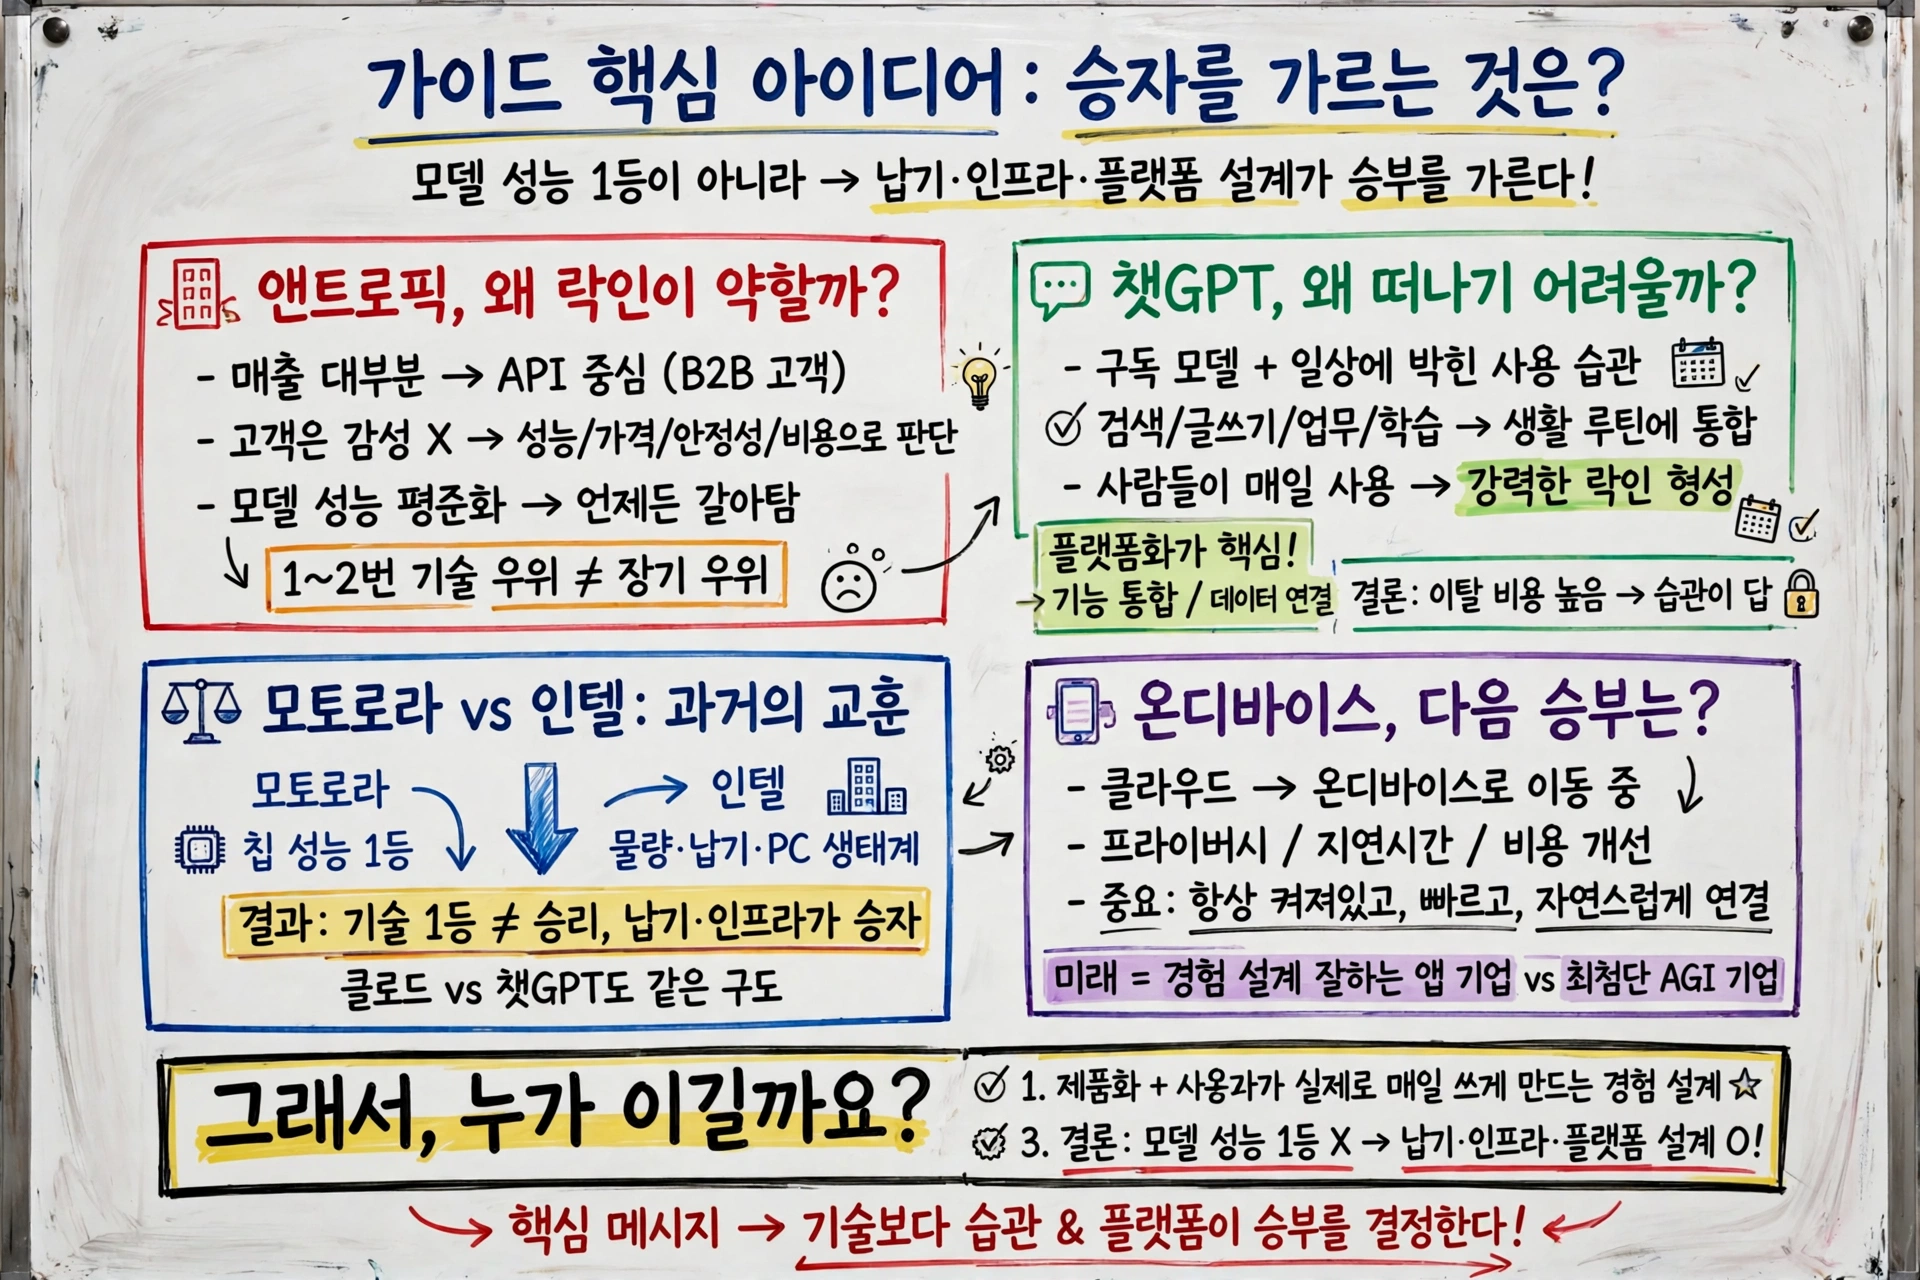 가이드 핵심 아이디어: 승자를 가르는 것은?
모델 성능 1등이 아니라 → 납기·인프라·플랫폼 설계가 승부를 가른다!
앤트로픽, 왜 락인이 약할까?
- 매출 대부분 → API 중심 (B2B 고객)
- 고객은 감성 X → 성능/가격/안정성/비용으로 판단
- 모델 성능 평준화 → 언제든 갈아탐
1~2번 기술 우위 ≠ 장기 우위
챗GPT, 왜 떠나기 어려울까?
- 구독 모델 + 일상에 박힌 사용 습관
검색/글쓰기/업무/학습 → 생활 루틴에 통합
- 사람들이 매일 사용 → 강력한 락인 형성
플랫폼화가 핵심!
→ 기능 통합 / 데이터 연결
결론: 이탈 비용 높음 → 습관이 답
모토로라 vs 인텔: 과거의 교훈
모토로라
칩 성능 1등
인텔
물량·납기·PC 생태계
결과: 기술 1등 ≠ 승리, 납기·인프라가 승자
클로드 vs 챗GPT도 같은 구도
온디바이스, 다음 승부는?
- 클라우드 → 온디바이스로 이동 중
- 프라이버시 / 지연시간 / 비용 개선
- 중요: 항상 켜져있고, 빠르고, 자연스럽게 연결
미래 = 경험 설계 잘하는 앱 기업 vs 최첨단 AGI 기업
그래서, 누가 이길까요?
1. 제품화 + 사용과가 실제로 매일 쓰게 만드는 경험 설계
3. 결론: 모델 성능 1등 X → 납기·인프라·플랫폼 설계 O!
핵심 메시지 → 기술보다 습관 & 플랫폼이 승부를 결정한다!